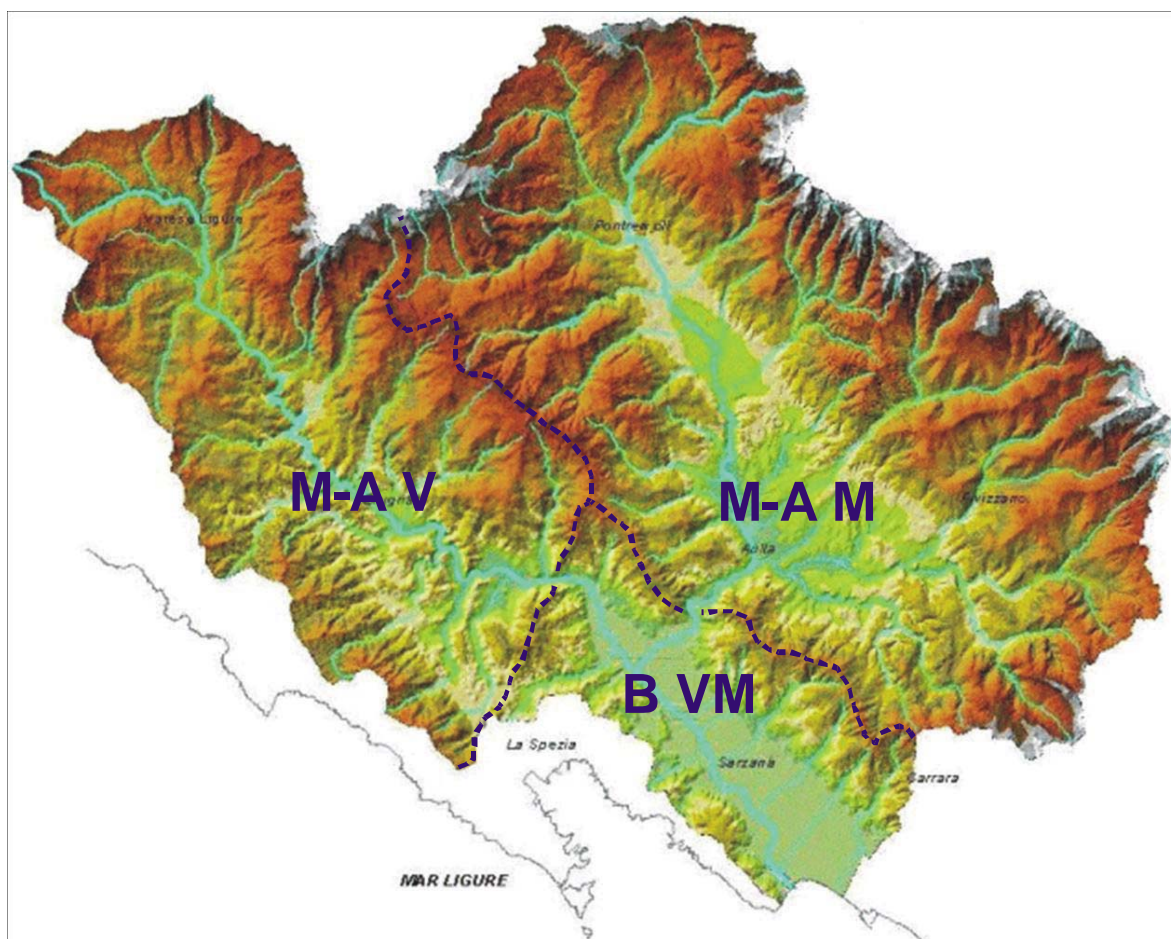 Varese Ligure
Pontremoli
M-A V
M-A M
Fivizzano
Aulla
B VM
La Spezia
Sarzana
Carrara
MAR LIGURE